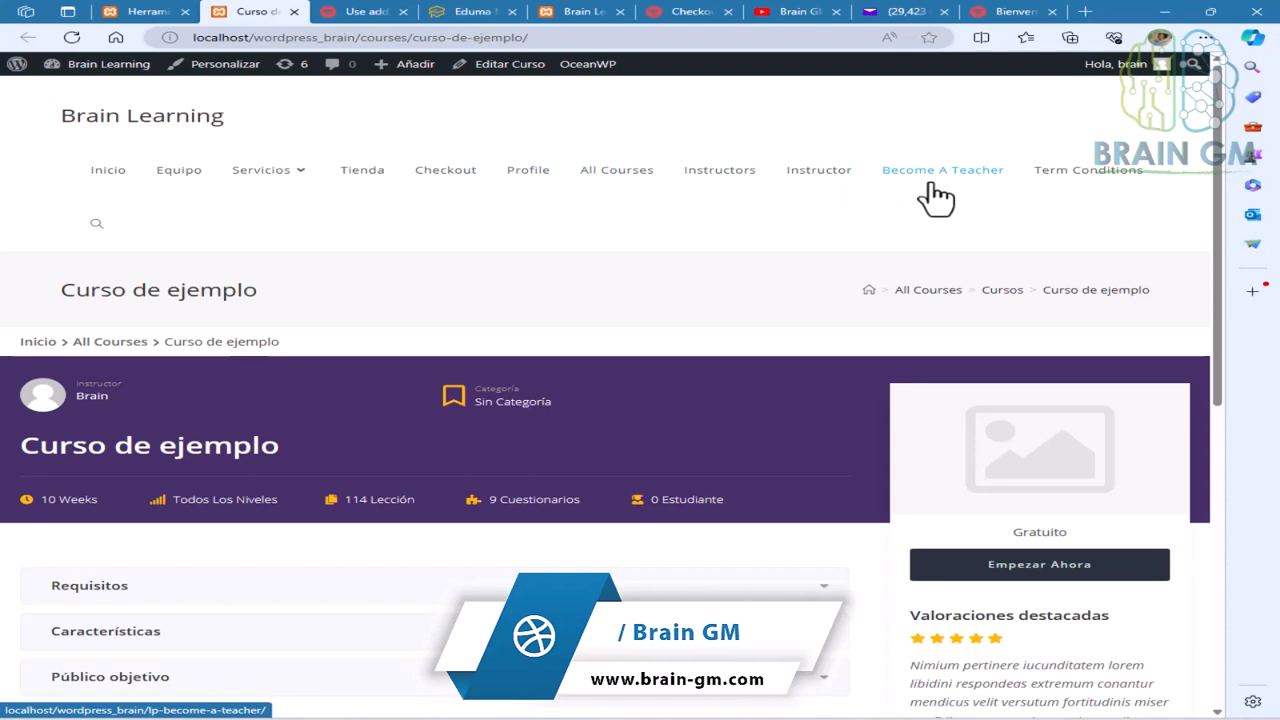 Herrami
Curso de
Use add
Eduma
Brain Le
Checko
Brain G
(29,423
Bienven
localhost/wordpress_brain/courses/curso-de-ejemplo/
Brain Learning
Personalizar
6
0
Añadir
Editar Curso
OceanWP
Hola, brain
BRAIN GM
Brain Learning
Inicio
Equipo
Servicios
Tienda
Checkout
Profile
All Courses
Instructors
Instructor
Become A Teacher
Term Conditions
Curso de ejemplo
> All Courses > Cursos > Curso de ejemplo
Inicio > All Courses > Curso de ejemplo
Instructor
Brain
Categoría
Sin Categoría
Curso de ejemplo
10 Weeks
Todos Los Niveles
114 Lección
9 Cuestionarios
0 Estudiante
Gratuito
Empezar Ahora
Requisitos
Características
Público objetivo
Valoraciones destacadas
Nimium pertinere iucunditatem lorem
libidini respondeas extremum conantur
mendicus velit versutum fortitudinis miser
/ Brain GM
www.brain-gm.com
localhost/wordpress_brain/lp-become-a-teacher/